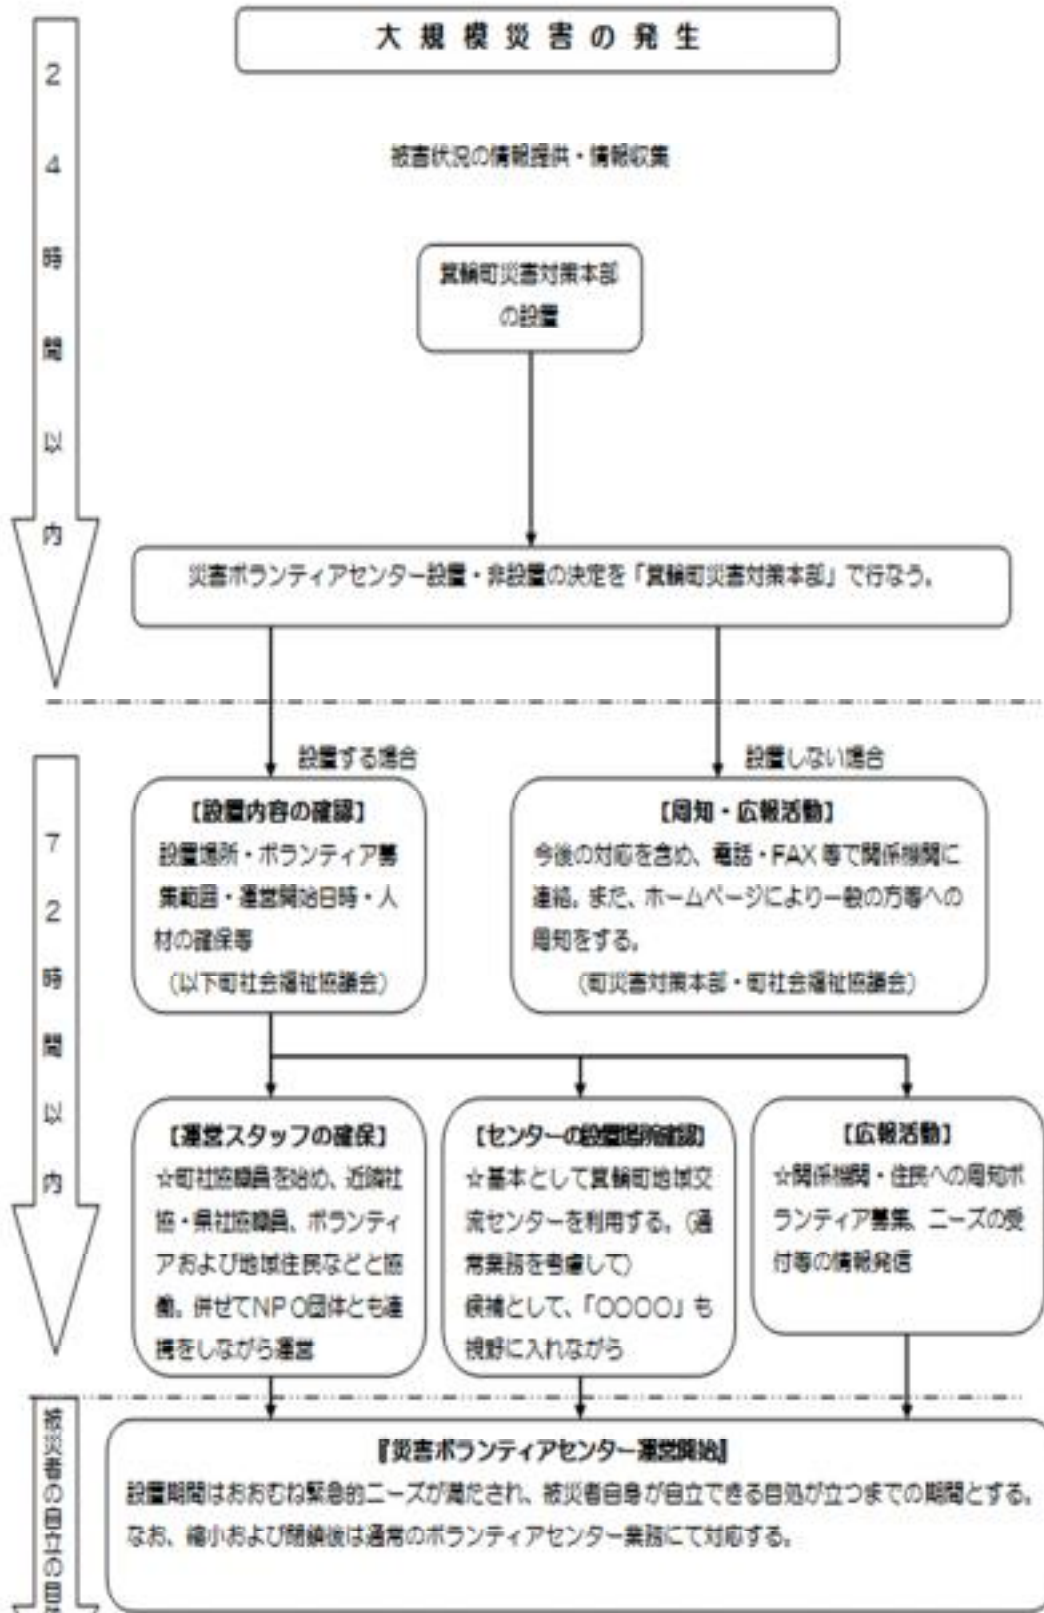 大規模災害の発生
24時間以内
被害状況の情報提供・情報収集
箕輪町災害対策本部
の設置
災害ボランティアセンター設置・非設置の決定を「箕輪町災害対策本部」で行なう。
72時間以内
設置する場合
設置しない場合
【設置内容の確認】
設置場所・ボランティア募
集範囲・運営開始日時・人
材の確保等
(以下町社会福祉協議会)
【周知・広報活動】
今後の対応を含め、電話・FAX 等で関係機関に
連絡。また、ホームページにより一般の方等への
周知をする。
(町災害対策本部・町社会福祉協議会)
【運営スタッフの確保】
☆町社協職員を始め、近隣社
協・県社協職員、ボランティ
アおよび地域住民などと協
働。併せてNPO団体とも連
携をしながら運営
【センターの設置場所確認】
☆基本として箕輪町地域交
流センターを利用する。(通
常業務を考慮して)
候補として、「〇〇〇〇」も
視野に入れながら
【広報活動】
☆関係機関・住民への周知ボ
ランティア募集、ニーズの受
付等の情報発信
被災者の自立の目
『災害ボランティアセンター運営開始』
設置期間はおおむね緊急的ニーズが満たされ、被災者自身が自立できる目処が立つまでの期間とする。
なお、縮小および閉鎖後は通常のボランティアセンター業務にて対応する。